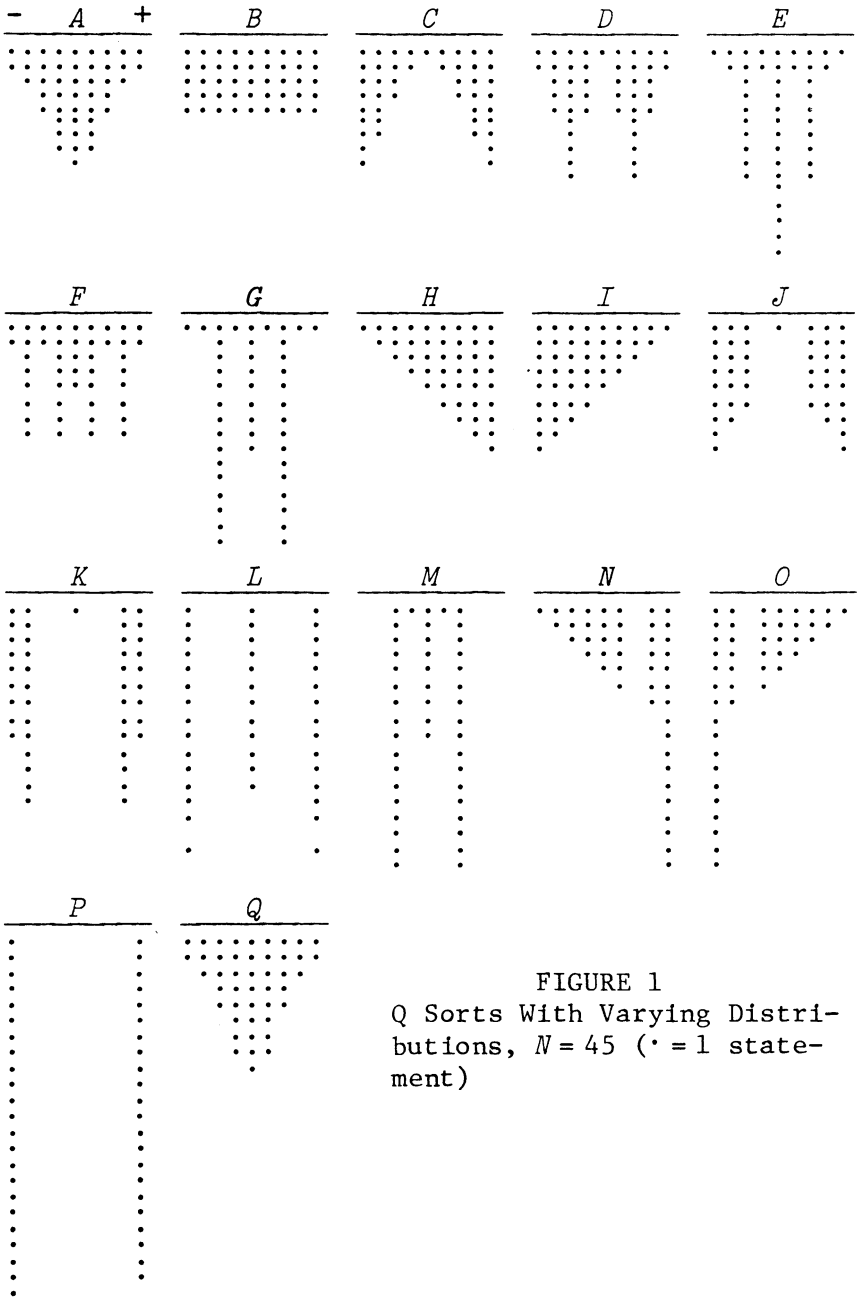 - A + B C D E
F G H I J
K L M N O
P Q
FIGURE 1
Q Sorts With Varying Distri-
butions, N = 45 (· = 1 state-
ment)